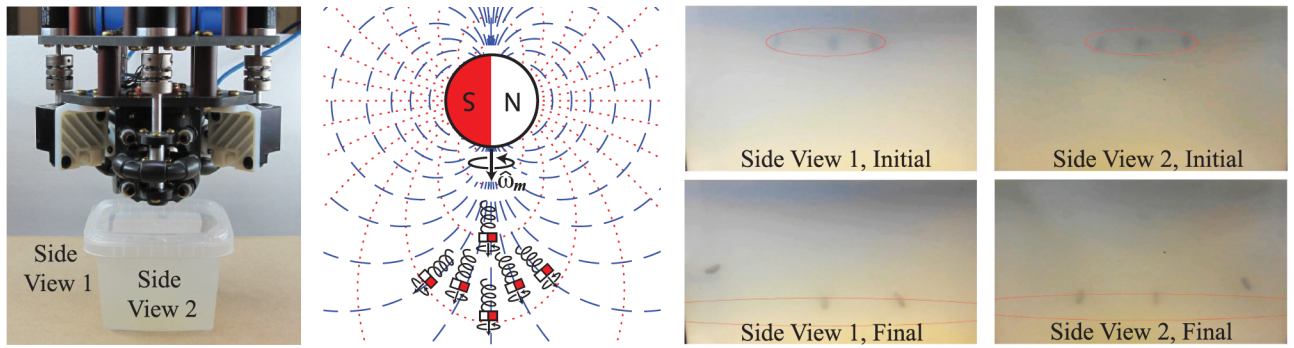 Side
View 1
Side
View 2
S N
ω̂m
Side View 1, Initial
Side View 2, Initial
Side View 1, Final
Side View 2, Final